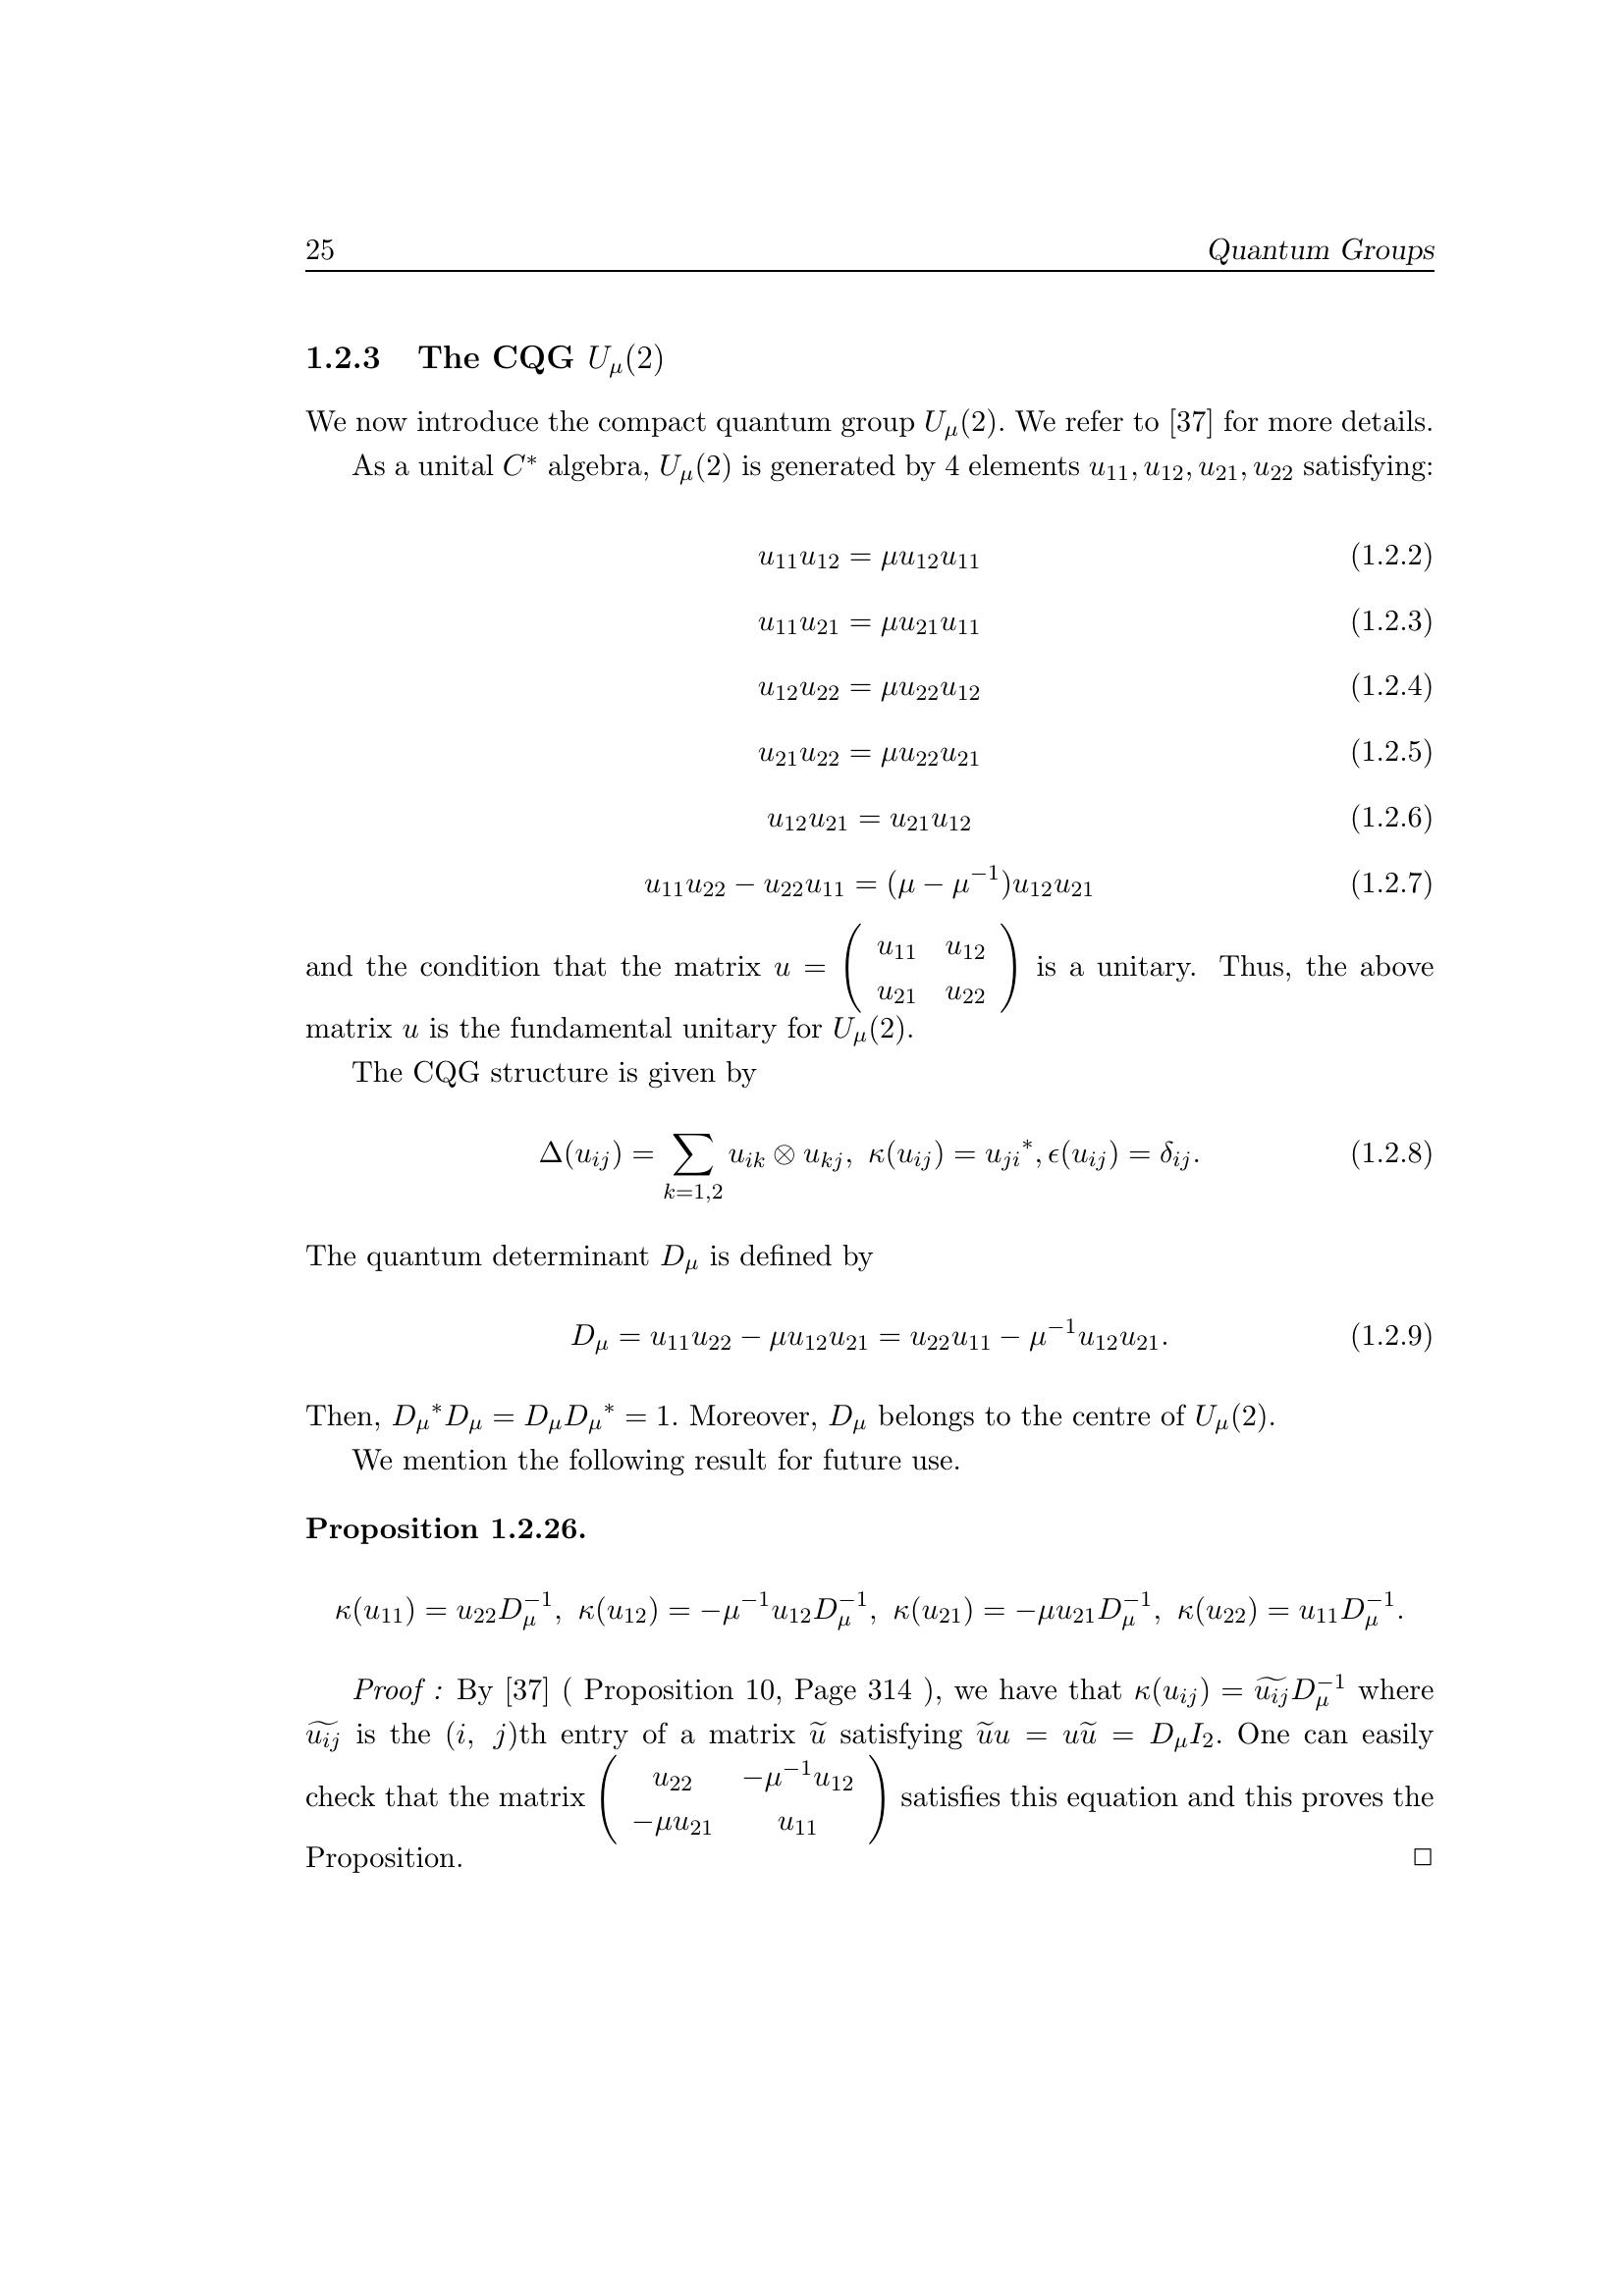 25 Quantum Groups
1.2.3 The CQG $U_\mu(2)$
We now introduce the compact quantum group $U_\mu(2)$. We refer to [37] for more details.
As a unital $C^*$ algebra, $U_\mu(2)$ is generated by 4 elements $u_{11}, u_{12}, u_{21}, u_{22}$ satisfying:
$u_{11}u_{12} = \mu u_{12}u_{11}$ (1.2.2)
$u_{11}u_{21} = \mu u_{21}u_{11}$ (1.2.3)
$u_{12}u_{22} = \mu u_{22}u_{12}$ (1.2.4)
$u_{21}u_{22} = \mu u_{22}u_{21}$ (1.2.5)
$u_{12}u_{21} = u_{21}u_{12}$ (1.2.6)
$u_{11}u_{22} - u_{22}u_{11} = (\mu - \mu^{-1})u_{12}u_{21}$ (1.2.7)
and the condition that the matrix $u = \begin{pmatrix} u_{11} & u_{12} \\ u_{21} & u_{22} \end{pmatrix}$ is a unitary. Thus, the above
matrix $u$ is the fundamental unitary for $U_\mu(2)$.
The CQG structure is given by
$\Delta(u_{ij}) = \sum_{k=1,2} u_{ik} \otimes u_{kj}, \ \kappa(u_{ij}) = {u_{ji}}^*, \epsilon(u_{ij}) = \delta_{ij}.$ (1.2.8)
The quantum determinant $D_\mu$ is defined by
$D_\mu = u_{11}u_{22} - \mu u_{12}u_{21} = u_{22}u_{11} - \mu^{-1}u_{12}u_{21}.$ (1.2.9)
Then, ${D_\mu}^* D_\mu = D_\mu {D_\mu}^* = 1$. Moreover, $D_\mu$ belongs to the centre of $U_\mu(2)$.
We mention the following result for future use.
Proposition 1.2.26.
$\kappa(u_{11}) = u_{22}D_\mu^{-1}, \ \kappa(u_{12}) = -\mu^{-1}u_{12}D_\mu^{-1}, \ \kappa(u_{21}) = -\mu u_{21}D_\mu^{-1}, \ \kappa(u_{22}) = u_{11}D_\mu^{-1}.$
Proof : By [37] ( Proposition 10, Page 314 ), we have that $\kappa(u_{ij}) = \widetilde{u_{ij}}D_\mu^{-1}$ where
$\widetilde{u_{ij}}$ is the $(i, \ j)$th entry of a matrix $\widetilde{u}$ satisfying $\widetilde{u}u = u\widetilde{u} = D_\mu I_2$. One can easily
check that the matrix $\begin{pmatrix} u_{22} & -\mu^{-1}u_{12} \\ -\mu u_{21} & u_{11} \end{pmatrix}$ satisfies this equation and this proves the
Proposition. □